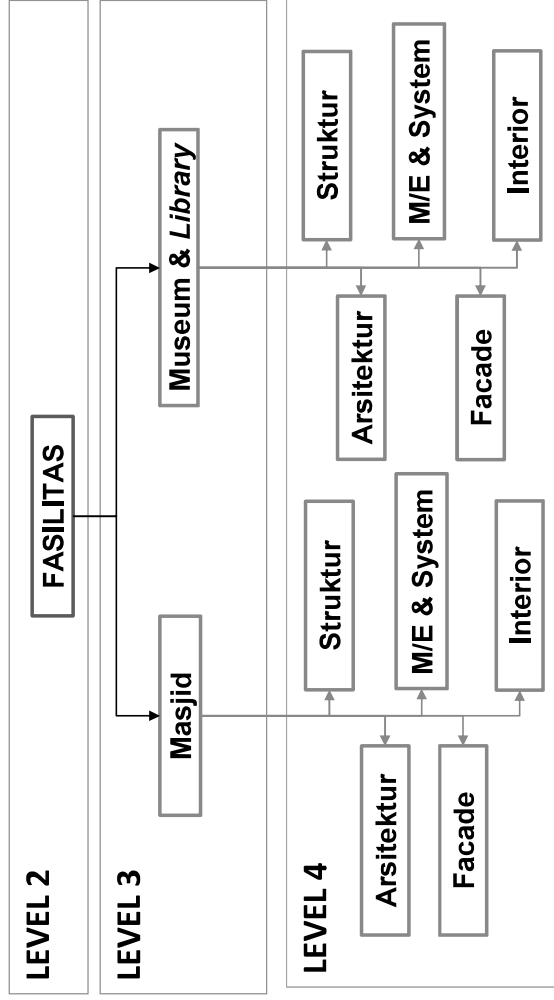 LEVEL 2
FASILITAS
LEVEL 3
Masjid
Museum & Library
LEVEL 4
Struktur
Arsitektur
M/E & System
Facade
Interior
Struktur
Arsitektur
M/E & System
Facade
Interior